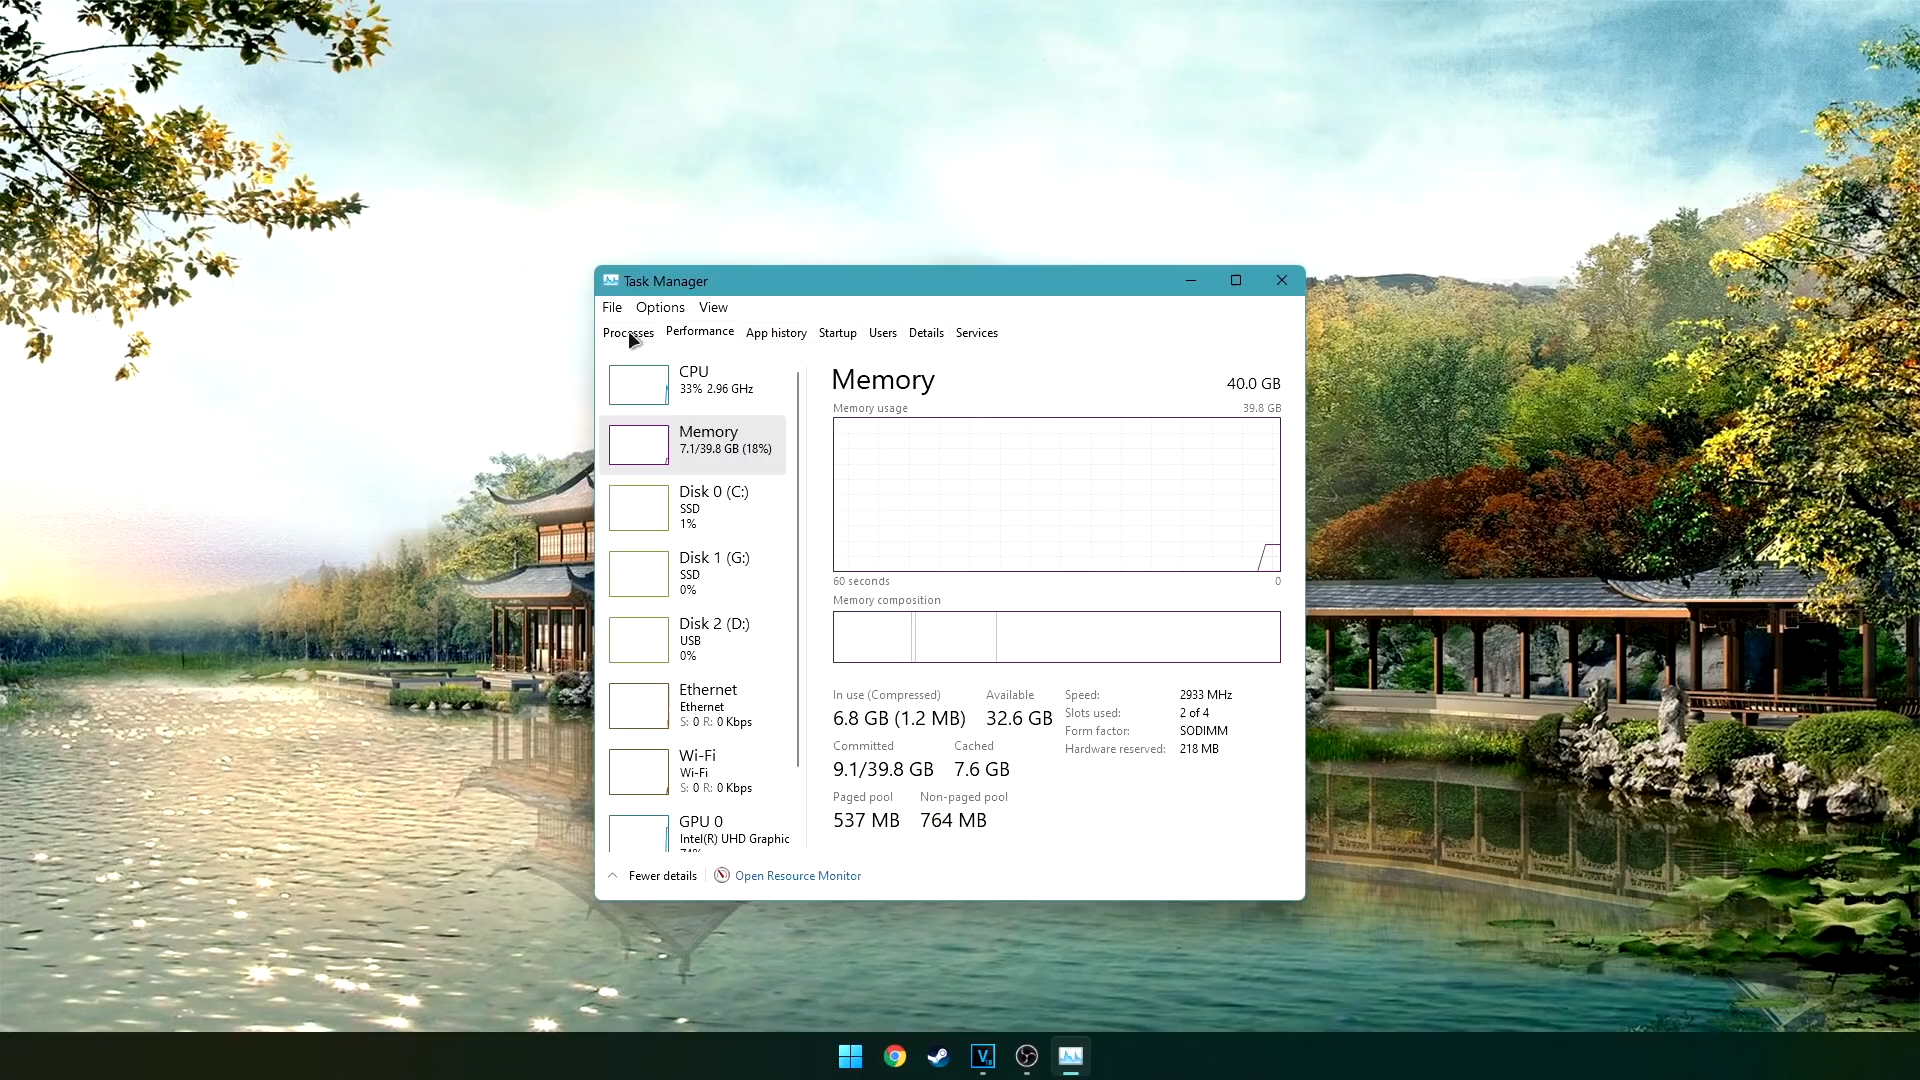 Task Manager
File Options View
Processes Performance App history Startup Users Details Services
CPU
33% 2.96 GHz
Memory
7.1/39.8 GB (18%)
Disk 0 (C:)
SSD
1%
Disk 1 (G:)
SSD
0%
Disk 2 (D:)
USB
0%
Ethernet
Ethernet
S: 0 R: 0 Kbps
Wi-Fi
Wi-Fi
S: 0 R: 0 Kbps
GPU 0
Intel(R) UHD Graphic
Memory 40.0 GB
Memory usage 39.8 GB
60 seconds 0
Memory composition
In use (Compressed) Available
6.8 GB (1.2 MB) 32.6 GB
Committed Cached
9.1/39.8 GB 7.6 GB
Paged pool Non-paged pool
537 MB 764 MB
Speed: 2933 MHz
Slots used: 2 of 4
Form factor: SODIMM
Hardware reserved: 218 MB
Fewer details Open Resource Monitor